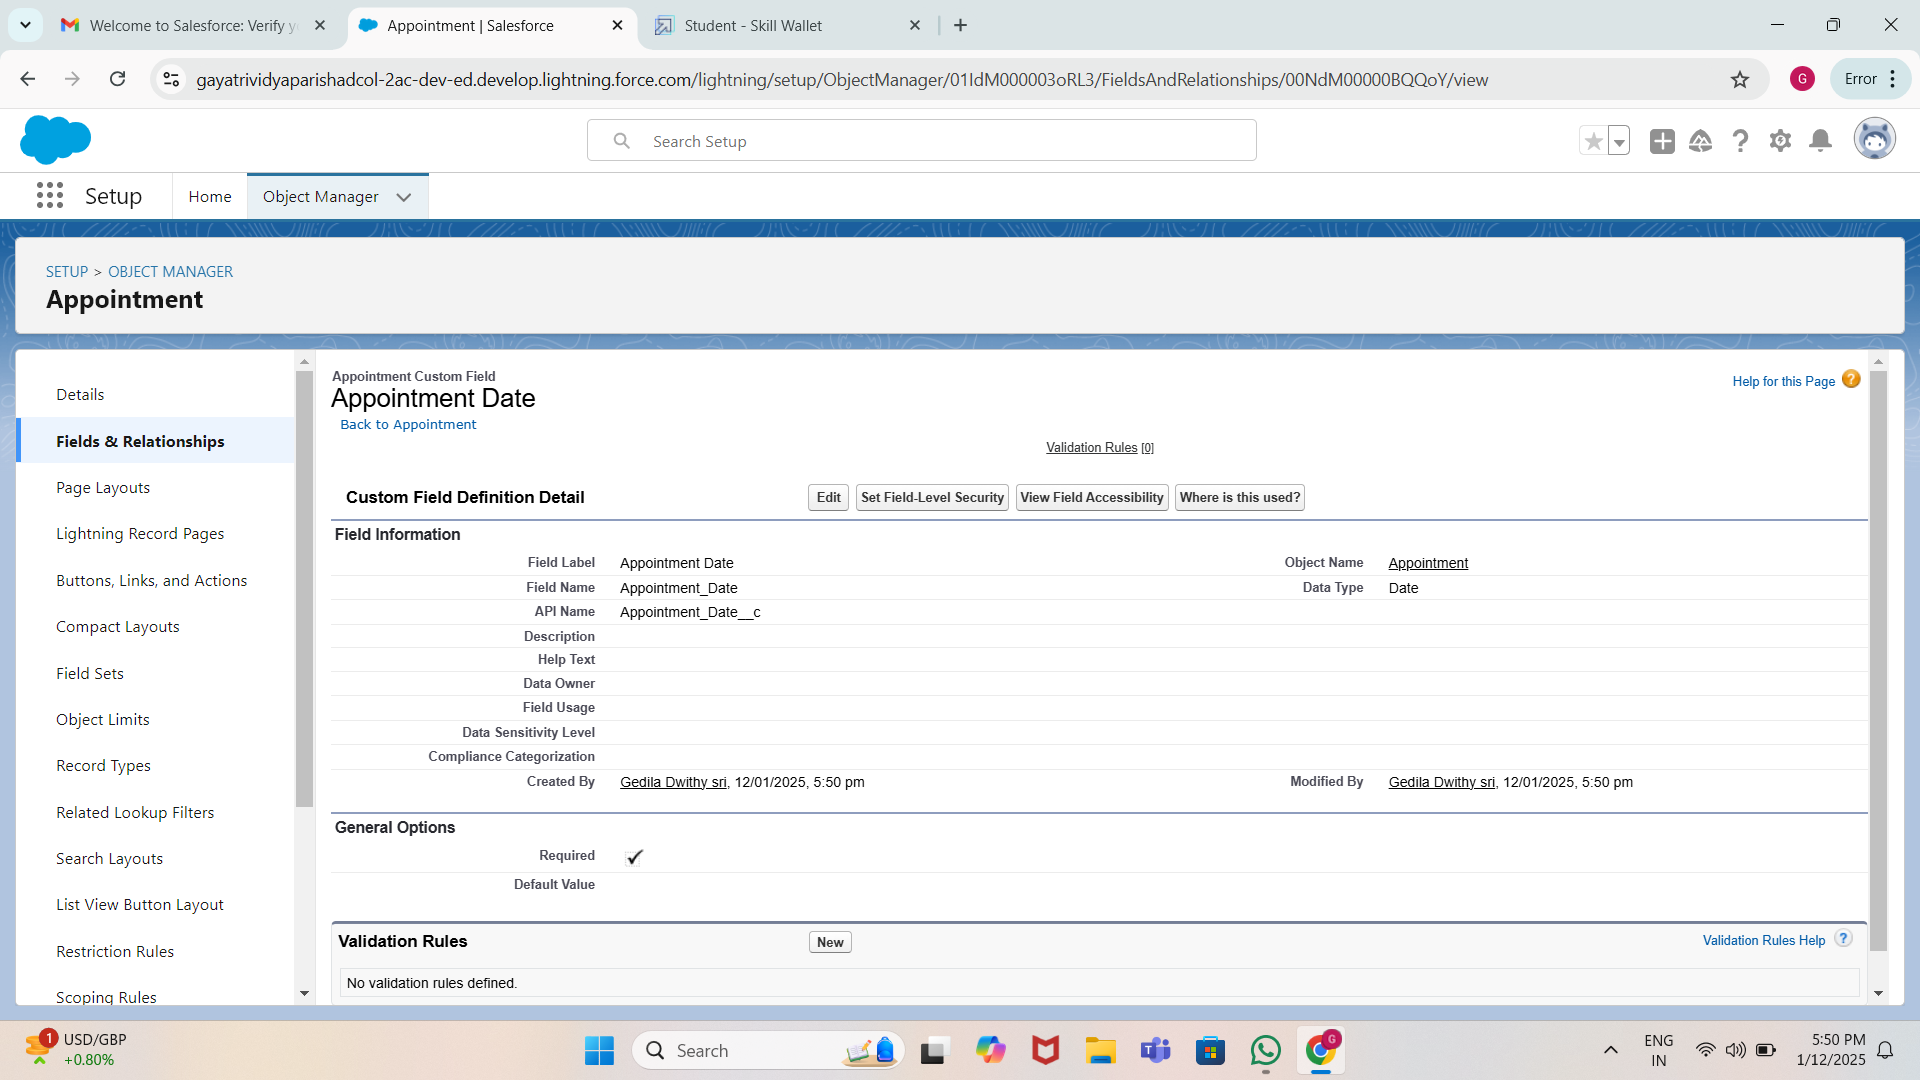 Welcome to Salesforce: Verify y
Appointment | Salesforce
Student - Skill Wallet
gayatrividyaparishadcol-2ac-dev-ed.develop.lightning.force.com/lightning/setup/ObjectManager/01IdM000003oRL3/FieldsAndRelationships/00NdM00000BQQoY/view
G
Error
Search Setup
Setup
Home
Object Manager
SETUP > OBJECT MANAGER
Appointment
Details
Fields & Relationships
Page Layouts
Lightning Record Pages
Buttons, Links, and Actions
Compact Layouts
Field Sets
Object Limits
Record Types
Related Lookup Filters
Search Layouts
List View Button Layout
Restriction Rules
Scoping Rules
Appointment Custom Field
Appointment Date
Back to Appointment
Help for this Page
Validation Rules [0]
Custom Field Definition Detail
Edit
Set Field-Level Security
View Field Accessibility
Where is this used?
Field Information
Field Label Appointment Date
Object Name Appointment
Field Name Appointment_Date
Data Type Date
API Name Appointment_Date__c
Description
Help Text
Data Owner
Field Usage
Data Sensitivity Level
Compliance Categorization
Created By Gedila Dwithy sri, 12/01/2025, 5:50 pm
Modified By Gedila Dwithy sri, 12/01/2025, 5:50 pm
General Options
Required
Default Value
Validation Rules
New
Validation Rules Help ?
No validation rules defined.
1
USD/GBP
+0.80%
Search
G
ENG
IN
5:50 PM
1/12/2025